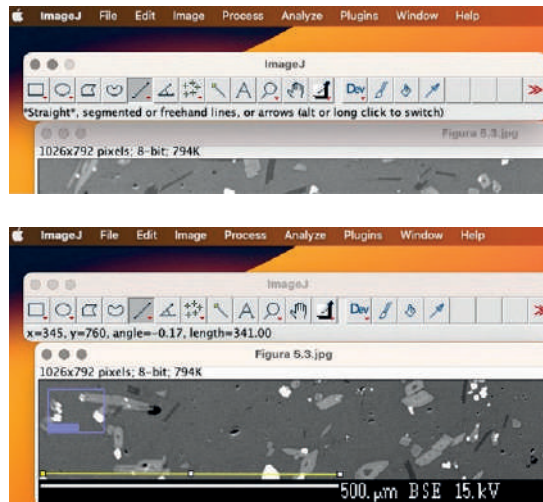 ImageJ File Edit Image Process Analyze Plugins Window Help
ImageJ
A Dev
*Straight*, segmented or freehand lines, or arrows (alt or long click to switch)
Figura 5.3.jpg
1026x792 pixels; 8-bit; 794K
ImageJ File Edit Image Process Analyze Plugins Window Help
ImageJ
A Dev
x=345, y=760, angle=-0.17, length=341.00
Figura 5.3.jpg
1026x792 pixels; 8-bit; 794K
500.µm BSE 15.kV